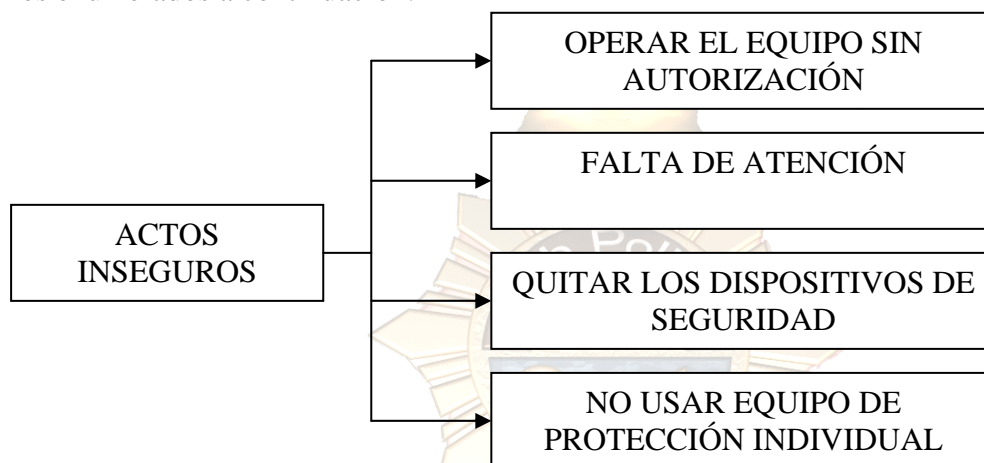 OPERAR EL EQUIPO SIN
AUTORIZACIÓN
FALTA DE ATENCIÓN
ACTOS
INSEGUROS
QUITAR LOS DISPOSITIVOS DE
SEGURIDAD
NO USAR EQUIPO DE
PROTECCIÓN INDIVIDUAL